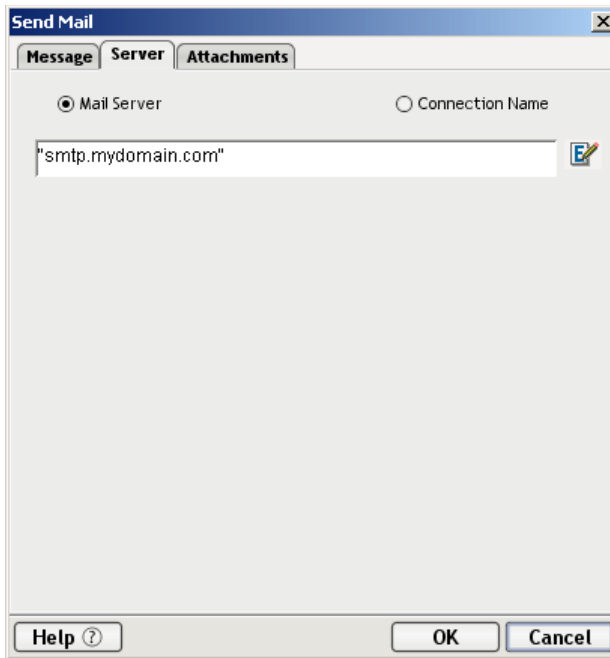 Send Mail
Message Server Attachments
Mail Server Connection Name
"smtp.mydomain.com"
Help ? OK Cancel